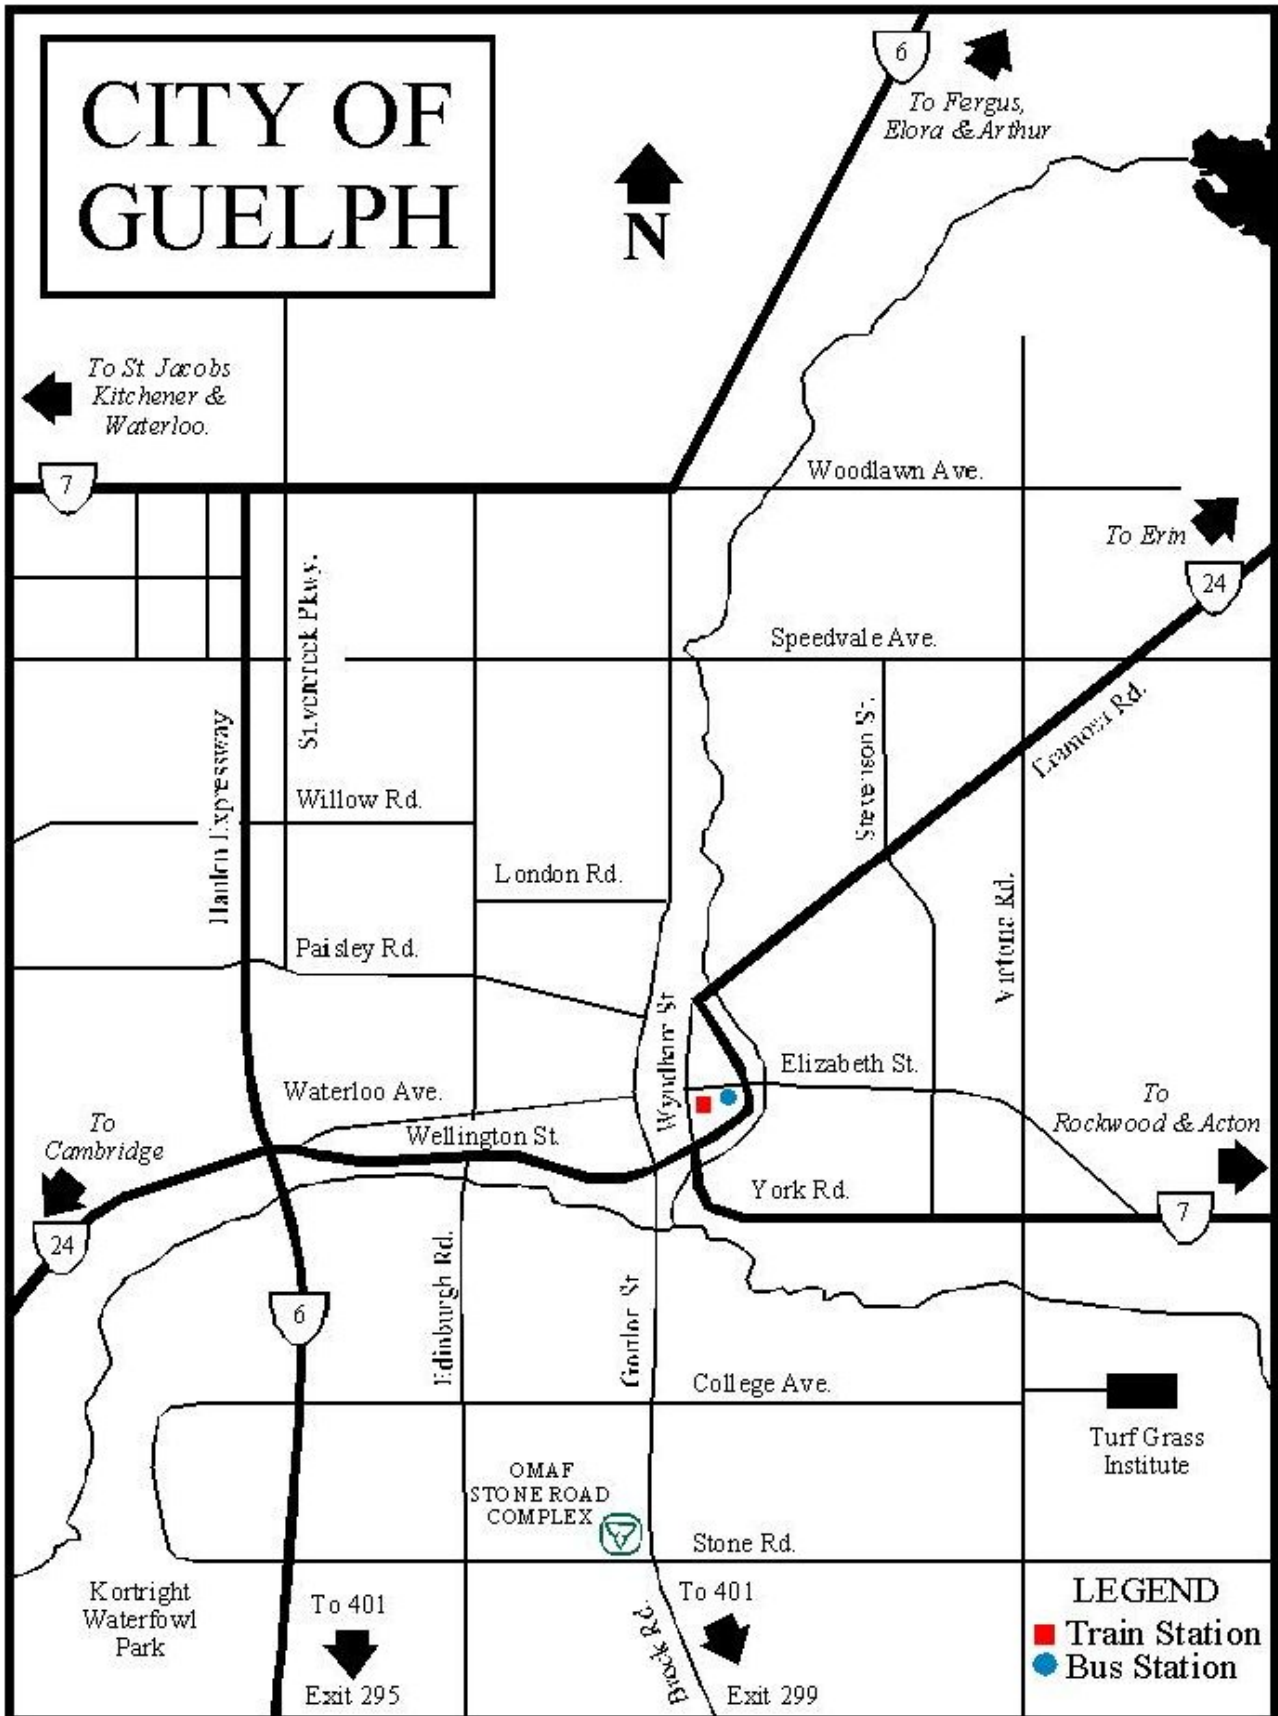 CITY OF
GUELPH
6
To Fergus,
Elora & Arthur
N
To St. Jacobs
Kitchener &
Waterloo.
7
Woodlawn Ave.
To Erin
24
Silvercreek Pkwy.
Speedvale Ave.
Eramosa Rd.
Stevenson St.
Hanlon Expressway
Willow Rd.
London Rd.
Victoria Rd.
Paisley Rd.
Wyndham St
Elizabeth St.
Waterloo Ave.
To
Rockwood & Acton
To
Cambridge
Wellington St
York Rd.
7
24
6
Edinburgh Rd.
Gordon St
College Ave.
Turf Grass
Institute
OMAF
STONE ROAD
COMPLEX
Stone Rd.
Kortright
Waterfowl
Park
To 401
Exit 295
To 401
Brock Rd.
Exit 299
LEGEND
Train Station
Bus Station